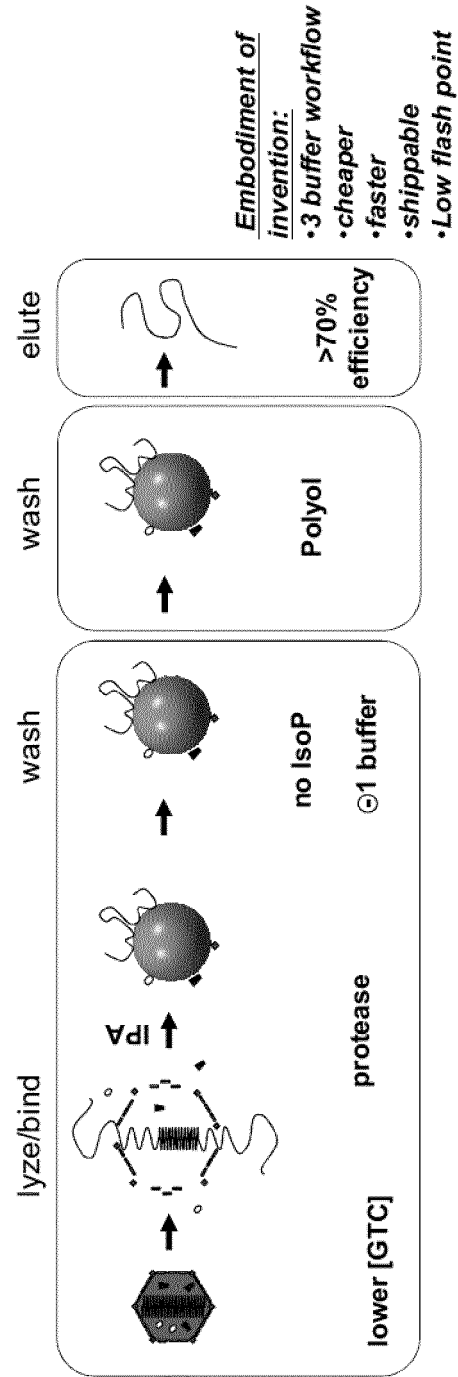 lyze/bind
wash
wash
elute
IPA
lower [GTC]
protease
no IsoP
⊖1 buffer
Polyol
>70%
efficiency
Embodiment of
invention:
•3 buffer workflow
•cheaper
•faster
•shippable
•Low flash point